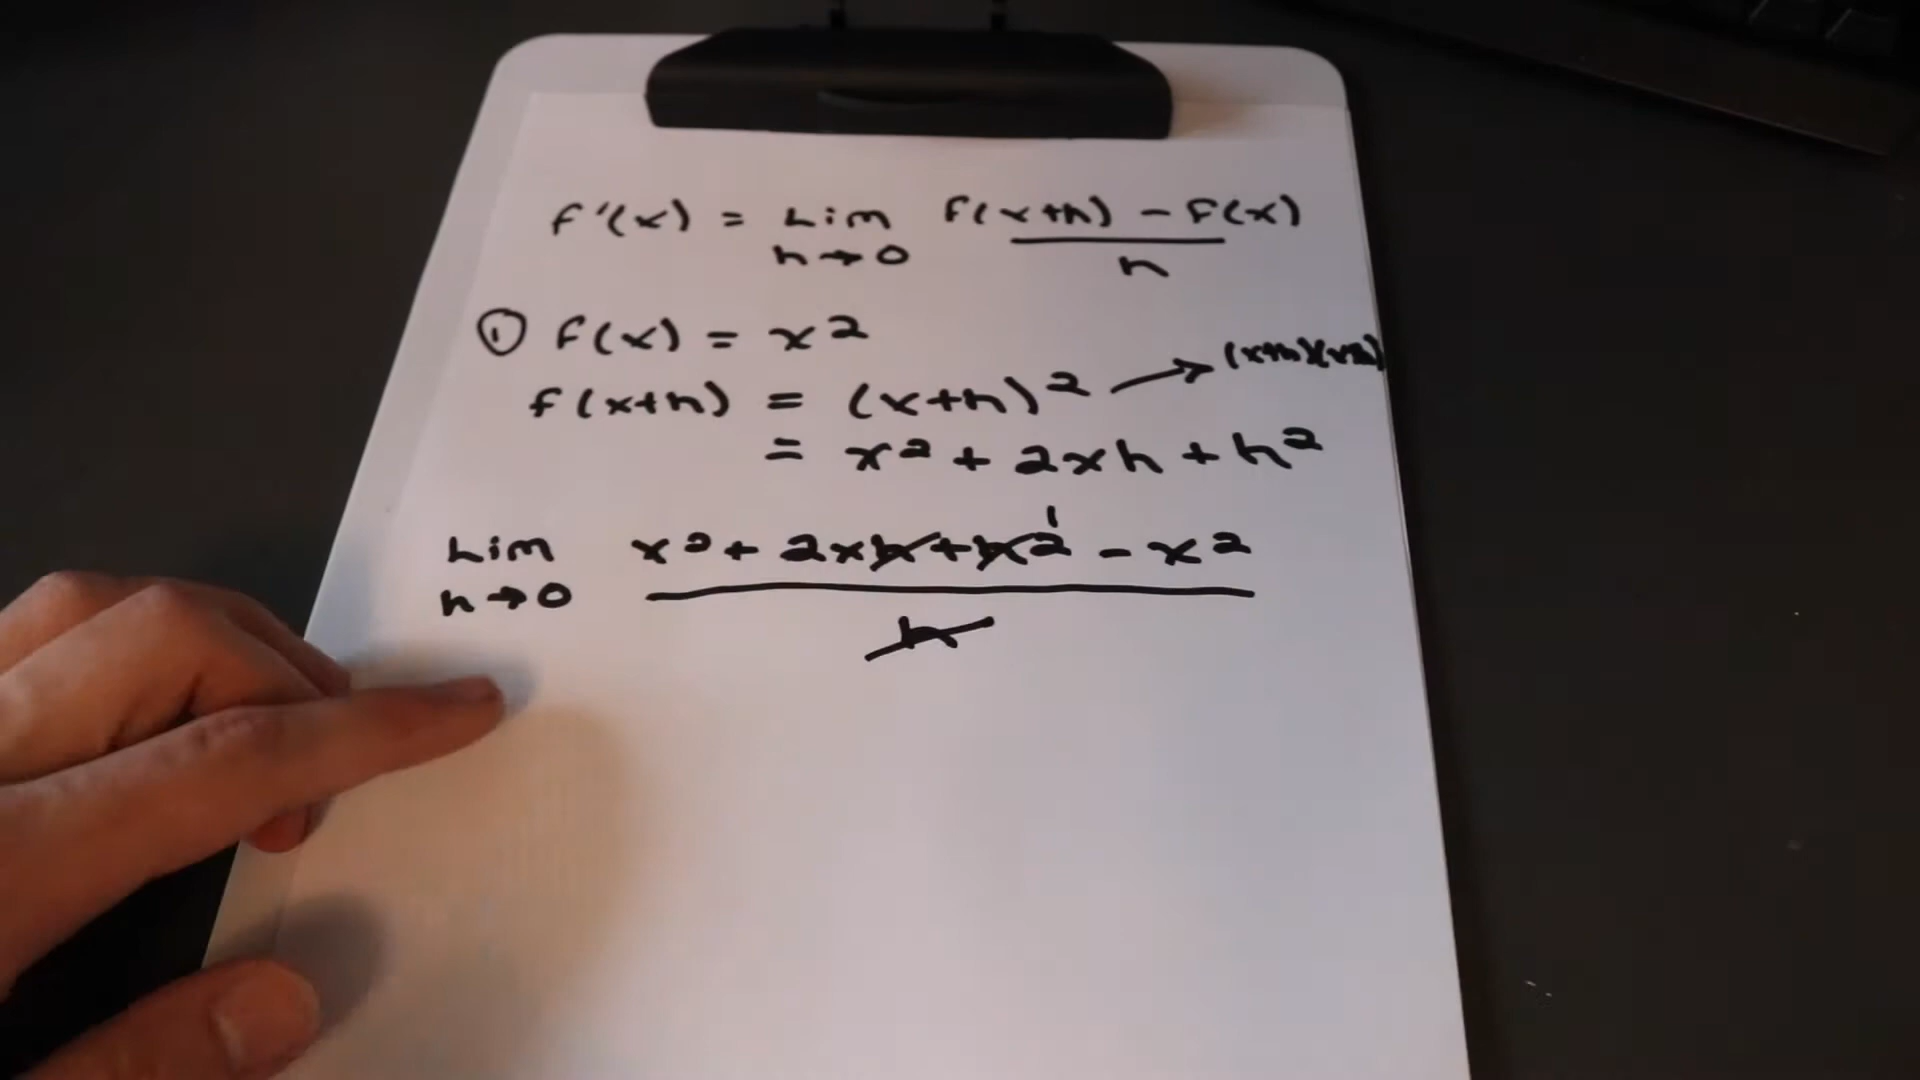 f'(x) = Lim f(x+h) - f(x)
h→0 h
① f(x) = x²
f(x+h) = (x+h)² → (x+h)(x+h)
= x² + 2xh + h²
1
Lim x² + 2xh + h² - x²
h→0 h